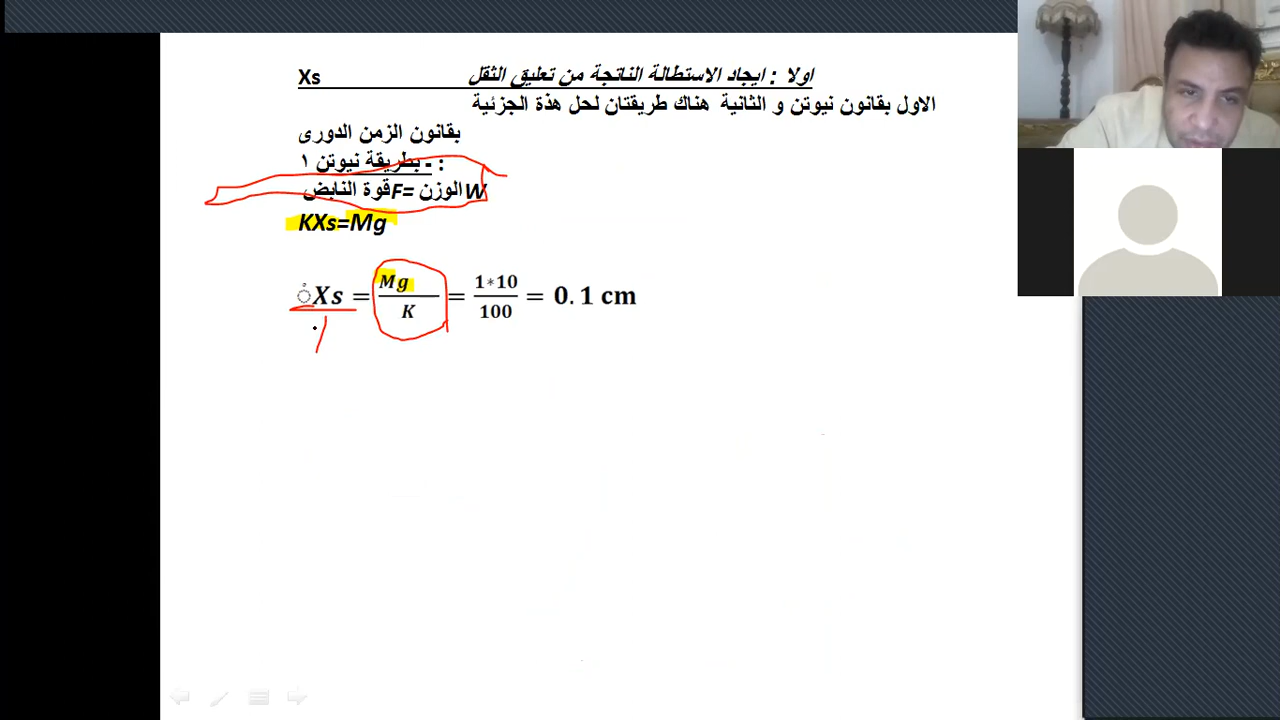 اولا : ايجاد الاستطالة الناتجة من تعليق الثقل Xs
الاول بقانون نيوتن و الثانية هناك طريقتان لحل هذة الجزئية
بقانون الزمن الدورى
: - بطريقة نيوتن ١
قوة النابض F= الوزن W
KXs=Mg
Xs = Mg/K = 1*10/100 = 0.1 cm